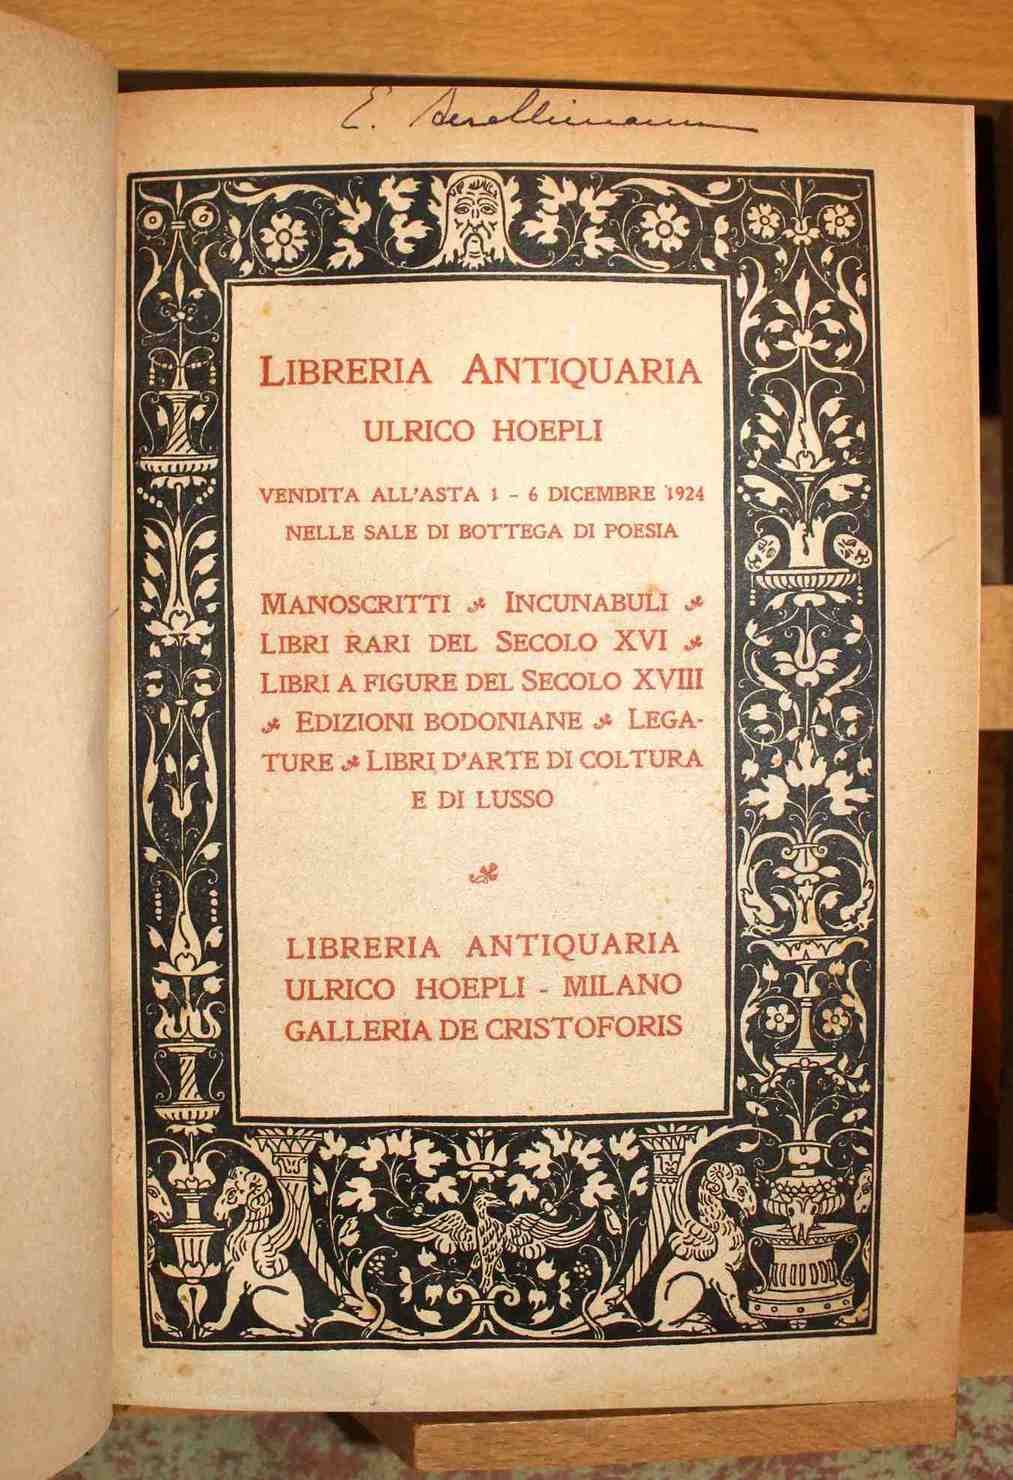 E.
LIBRERIA ANTIQUARIA
ULRICO HOEPLI
VENDITA ALL'ASTA 1 - 6 DICEMBRE 1924
NELLE SALE DI BOTTEGA DI POESIA
MANOSCRITTI INCUNABULI
LIBRI RARI DEL SECOLO XVI
LIBRI A FIGURE DEL SECOLO XVIII
EDIZIONI BODONIANE LEGA-
TURE LIBRI D'ARTE DI COLTURA
E DI LUSSO
LIBRERIA ANTIQUARIA
ULRICO HOEPLI - MILANO
GALLERIA DE CRISTOFORIS